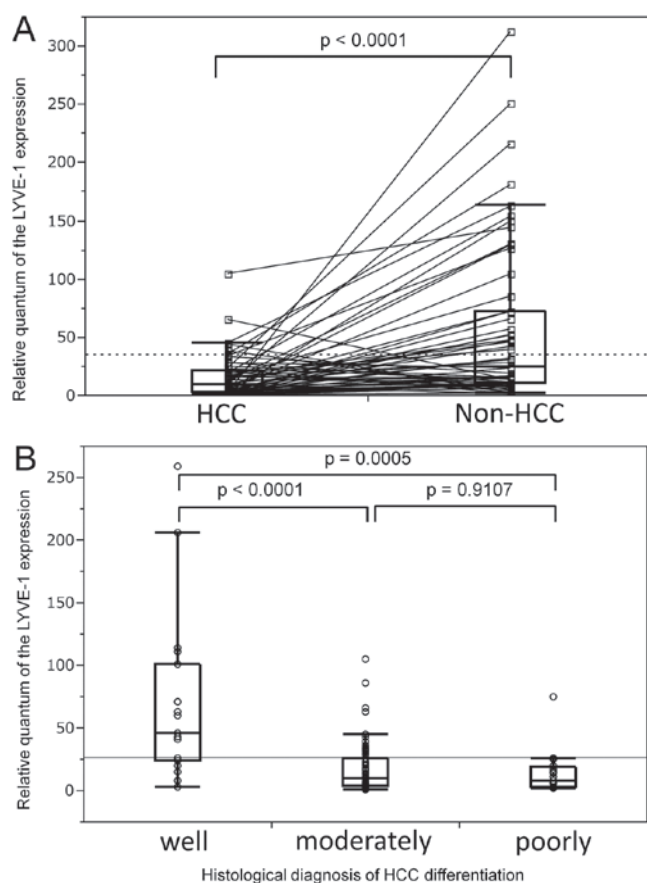 A
p < 0.0001
300
250
200
150
100
50
0
Relative quantum of the LYVE-1 expression
HCC Non-HCC
B
p = 0.0005
p < 0.0001 p = 0.9107
250
200
150
100
50
0
Relative quantum of the LYVE-1 expression
well moderately poorly
Histological diagnosis of HCC differentiation